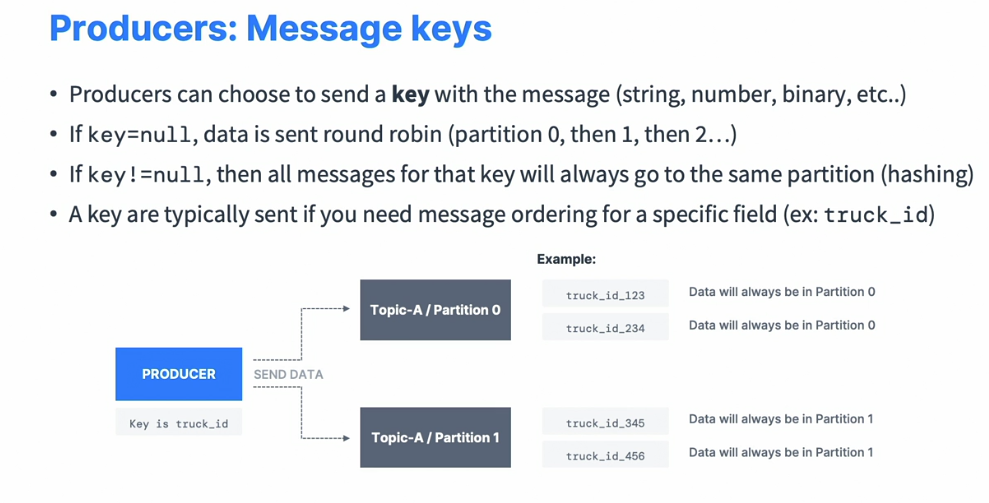 Producers: Message keys
• Producers can choose to send a key with the message (string, number, binary, etc..)
• If key=null, data is sent round robin (partition 0, then 1, then 2...)
• If key!=null, then all messages for that key will always go to the same partition (hashing)
• A key are typically sent if you need message ordering for a specific field (ex: truck_id)
Example:
Topic-A / Partition 0
truck_id_123 Data will always be in Partition 0
truck_id_234 Data will always be in Partition 0
PRODUCER
SEND DATA
Key is truck_id
Topic-A / Partition 1
truck_id_345 Data will always be in Partition 1
truck_id_456 Data will always be in Partition 1